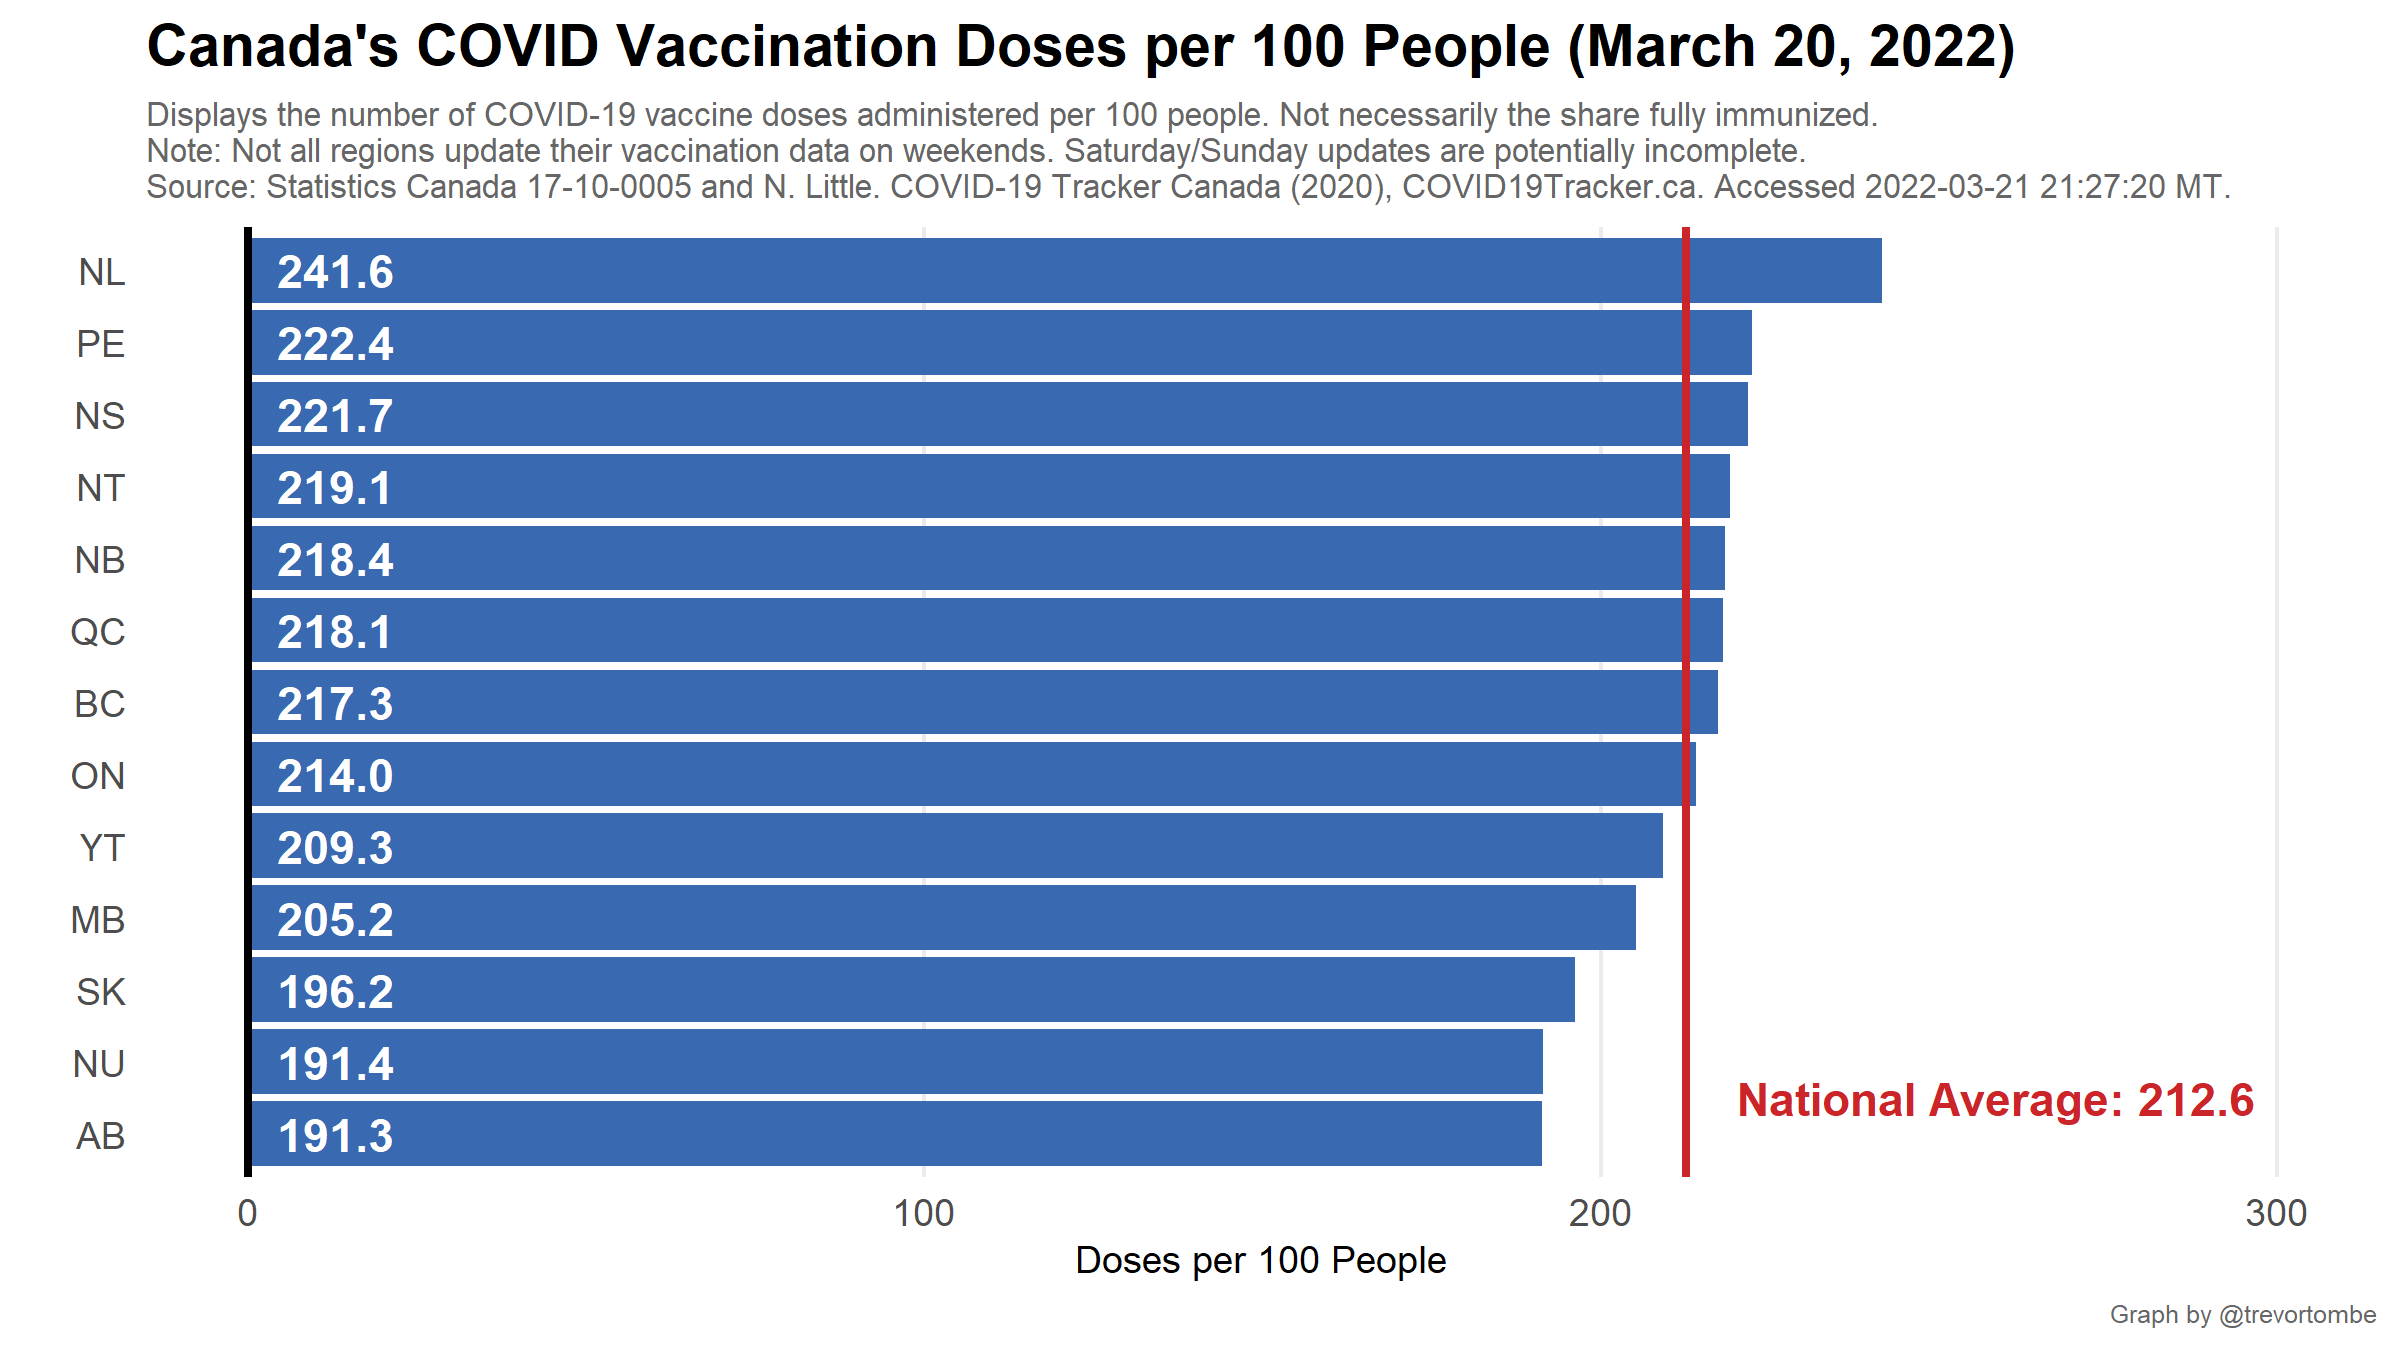 Canada's COVID Vaccination Doses per 100 People (March 20, 2022)
Displays the number of COVID-19 vaccine doses administered per 100 people. Not necessarily the share fully immunized.
Note: Not all regions update their vaccination data on weekends. Saturday/Sunday updates are potentially incomplete.
Source: Statistics Canada 17-10-0005 and N. Little. COVID-19 Tracker Canada (2020), COVID19Tracker.ca. Accessed 2022-03-21 21:27:20 MT.
NL 241.6
PE 222.4
NS 221.7
NT 219.1
NB 218.4
QC 218.1
BC 217.3
ON 214.0
YT 209.3
MB 205.2
SK 196.2
NU 191.4
National Average: 212.6
AB 191.3
0 100 200 300
Doses per 100 People
Graph by @trevortombe